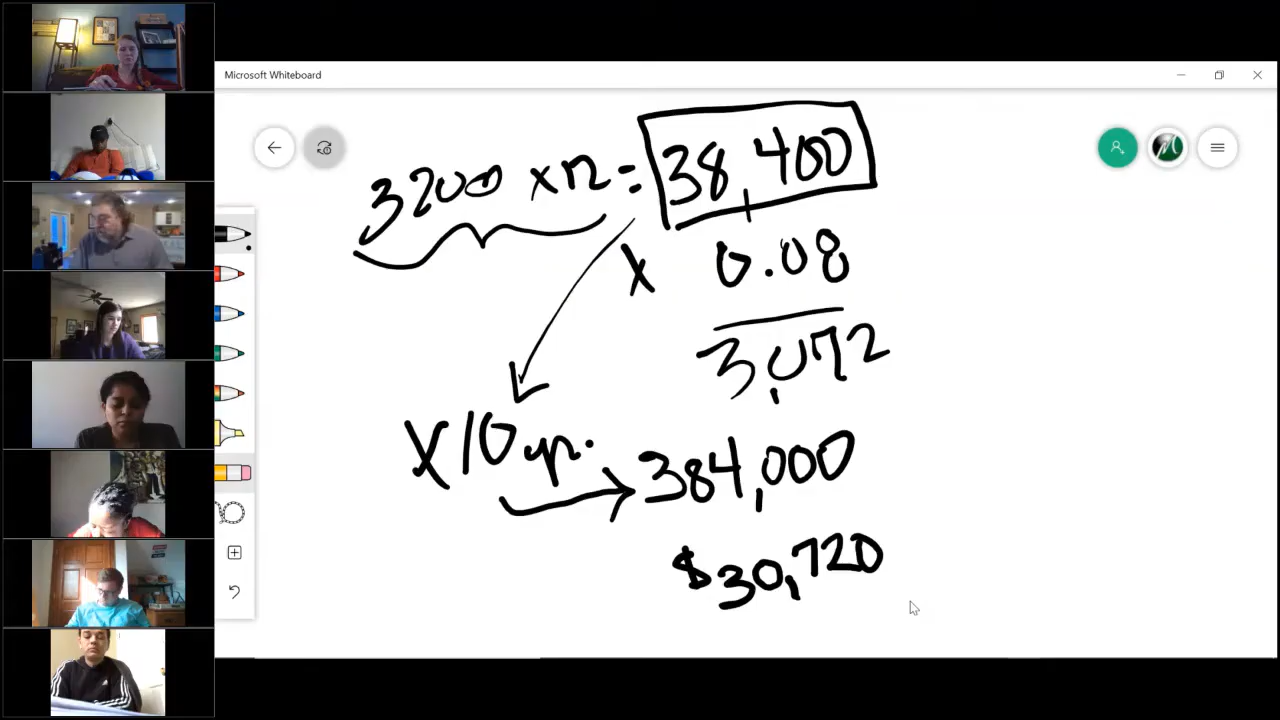 Microsoft Whiteboard
3200 x 12 = 38,400
x 0.08
3,072
x 10 yr. → 384,000
$30,720